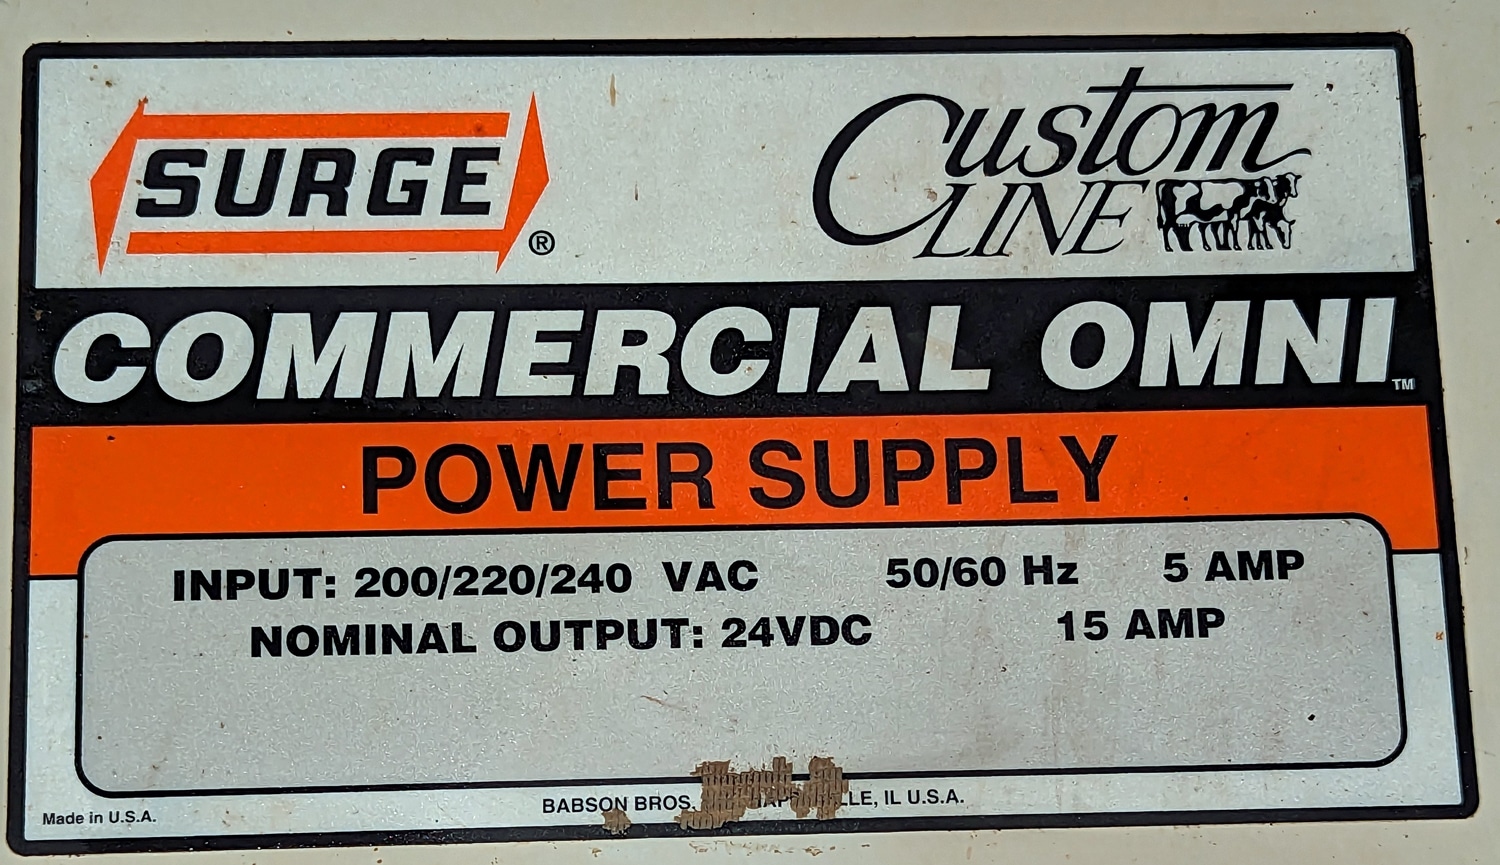 SURGE®
Custom
LINE
COMMERCIAL OMNI™
POWER SUPPLY
INPUT: 200/220/240 VAC 50/60 Hz 5 AMP
NOMINAL OUTPUT: 24VDC 15 AMP
BABSON BROS. IL U.S.A.
Made in U.S.A.